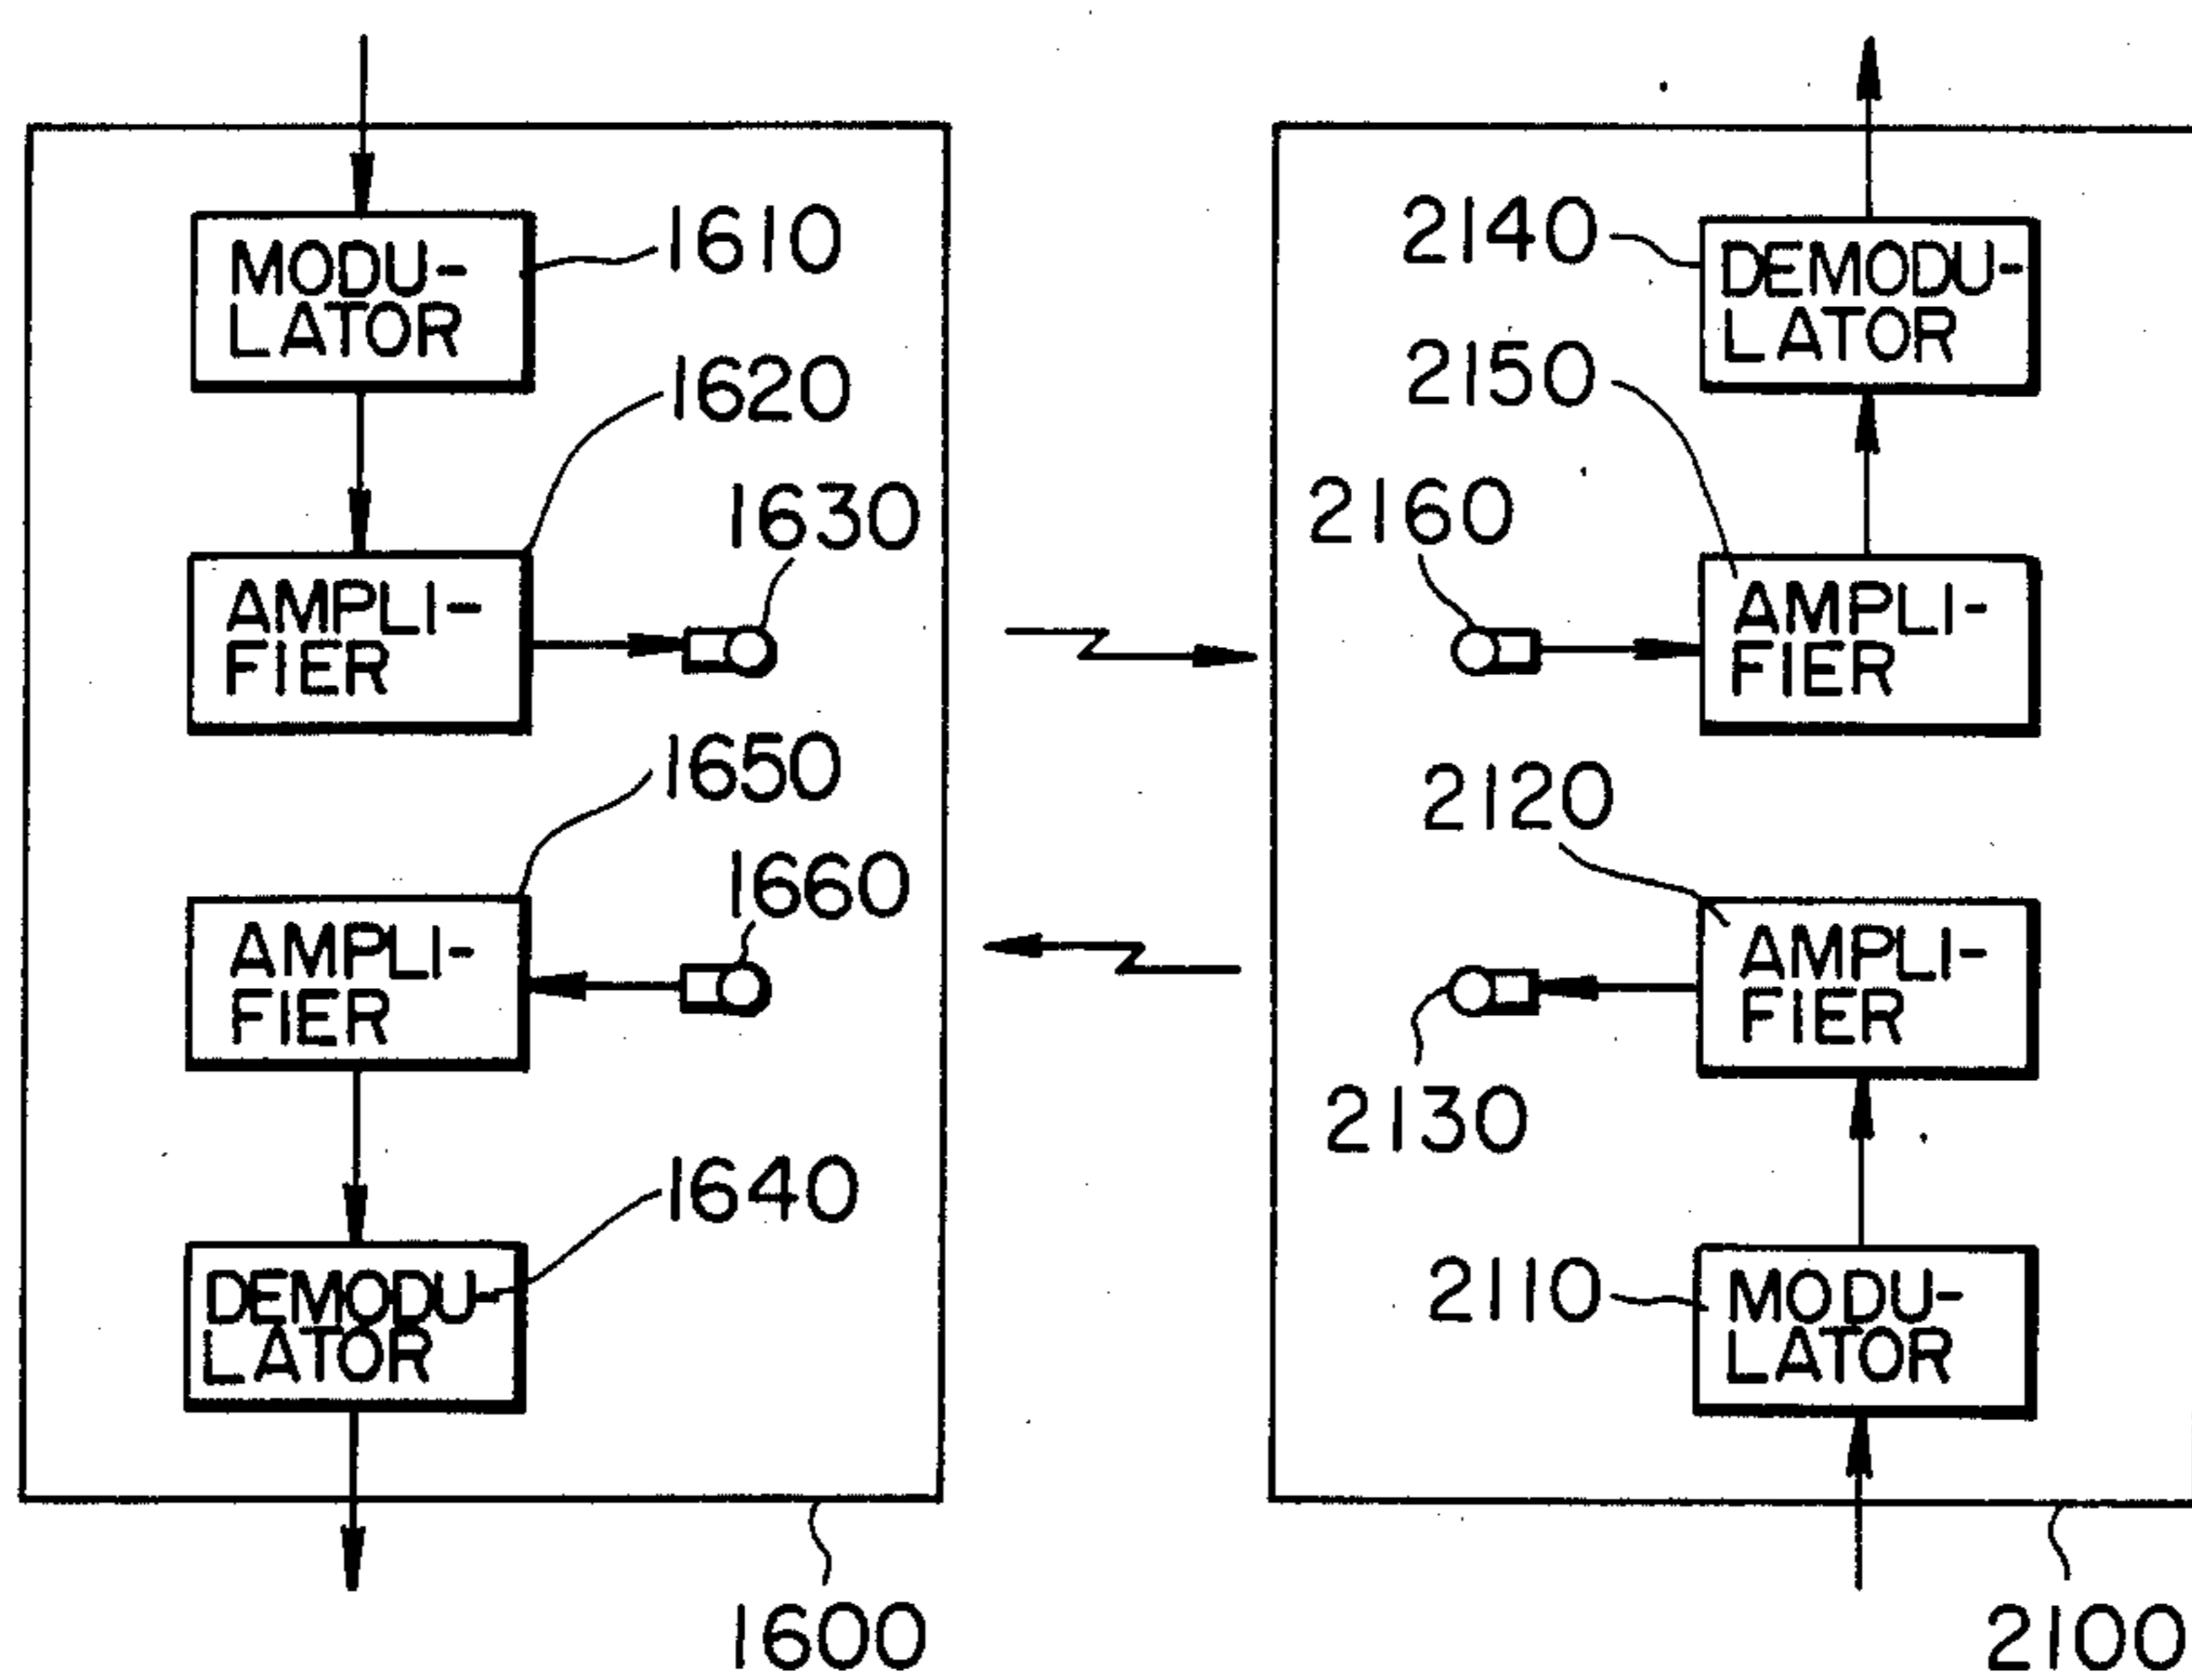 MODU-
LATOR
1610
1620
AMPLI-
FIER
1630
1650
AMPLI-
FIER
1660
1640
DEMODU-
LATOR
1600
2140
DEMODU-
LATOR
2150
2160
AMPLI-
FIER
2120
AMPLI-
FIER
2130
2110
MODU-
LATOR
2100